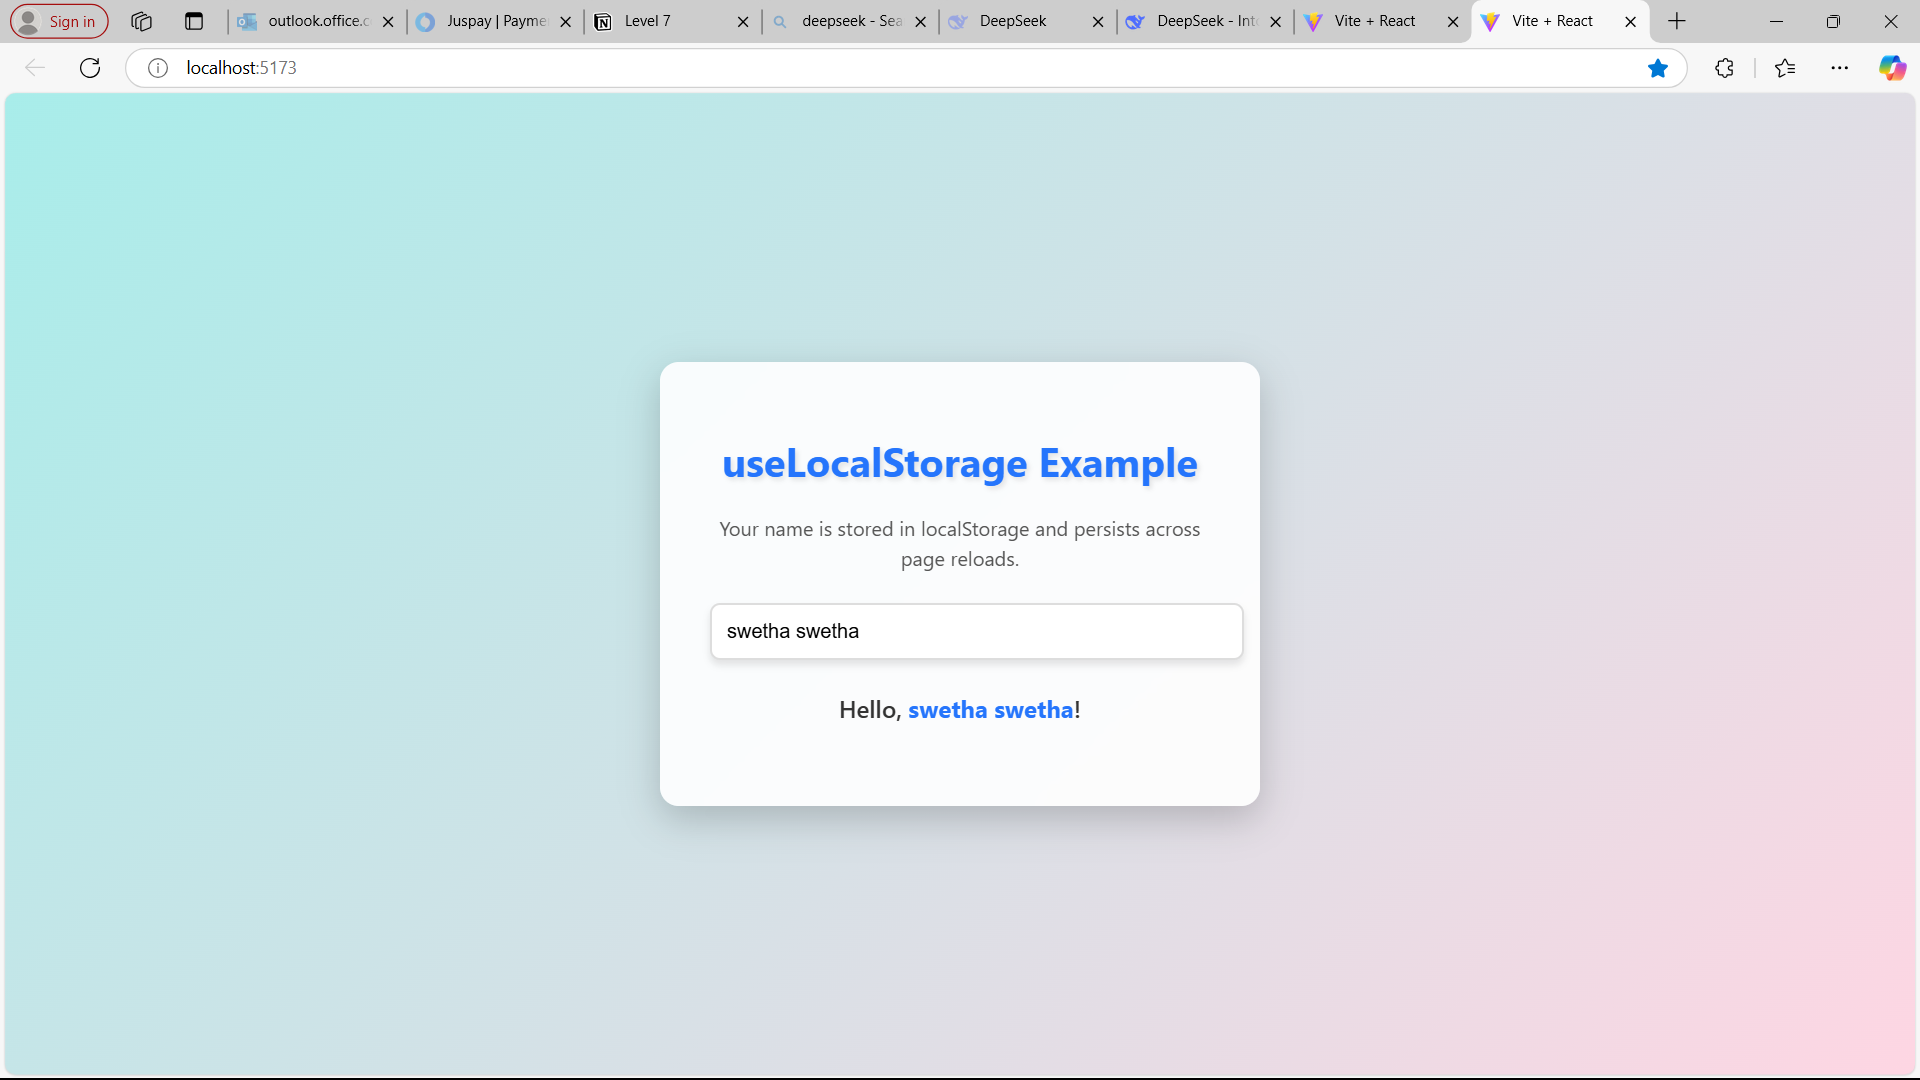 Sign in
outlook.office.c
Juspay | Payme
Level 7
deepseek - Sea
DeepSeek
DeepSeek - Int
Vite + React
Vite + React
localhost:5173
useLocalStorage Example
Your name is stored in localStorage and persists across
page reloads.
swetha swetha
Hello, swetha swetha!